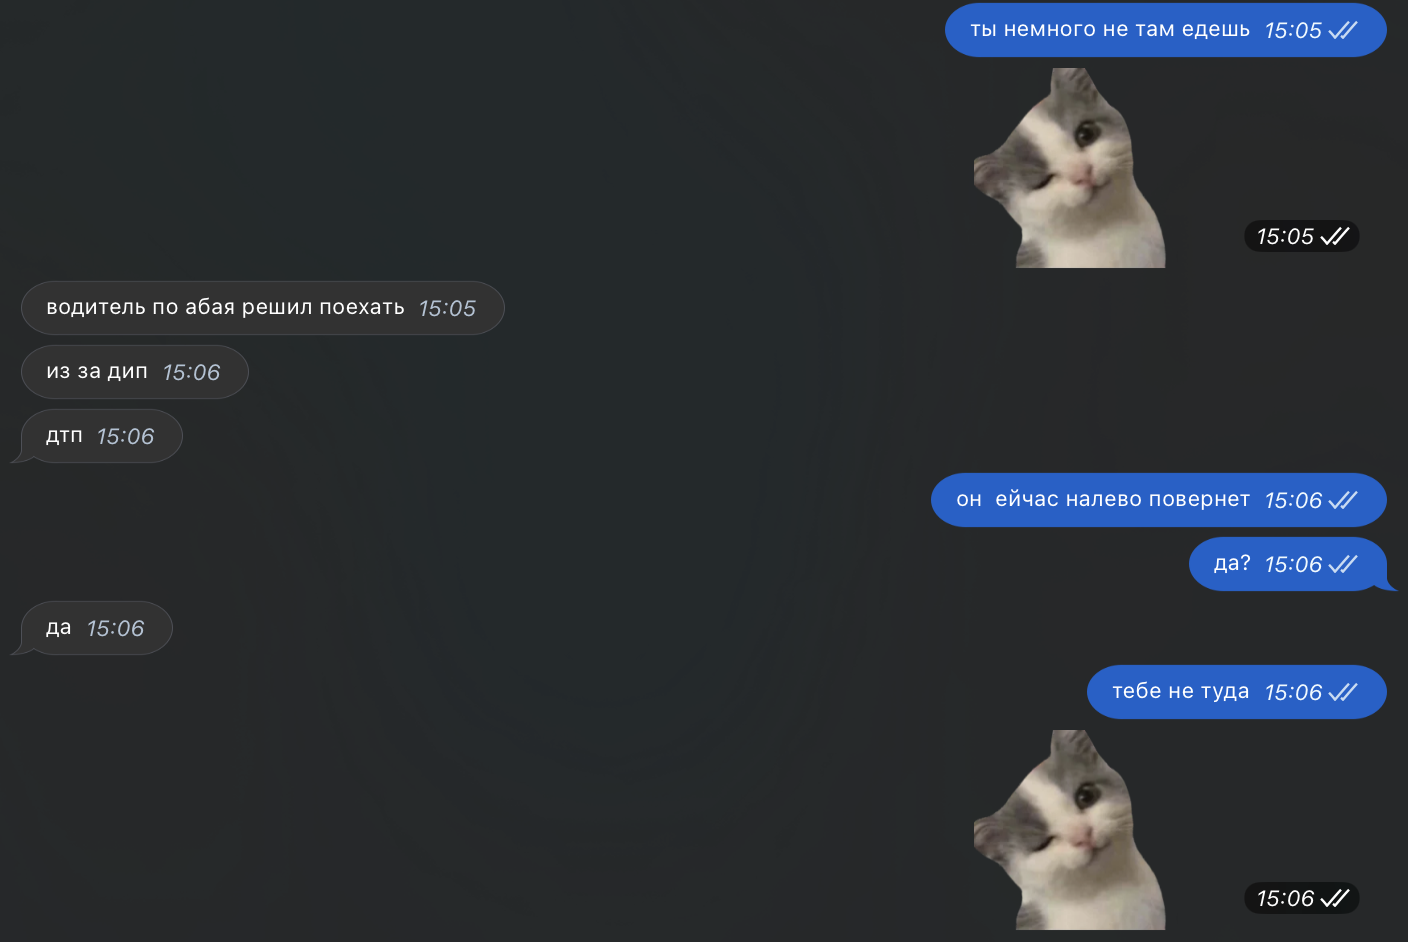 ты немного не там едешь 15:05
15:05
водитель по абая решил поехать 15:05
из за дип 15:06
дтп 15:06
он  ейчас налево повернет 15:06
да? 15:06
да 15:06
тебе не туда 15:06
15:06